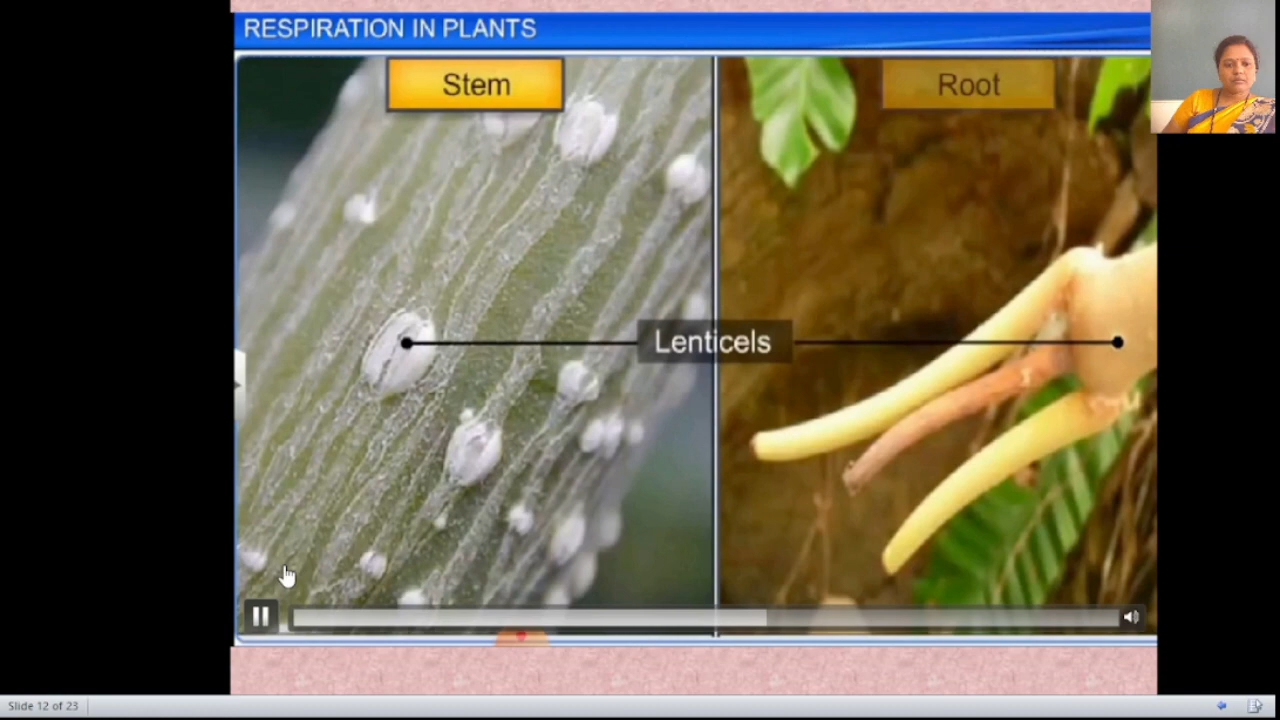 RESPIRATION IN PLANTS
Stem
Root
Lenticels
Slide 12 of 23